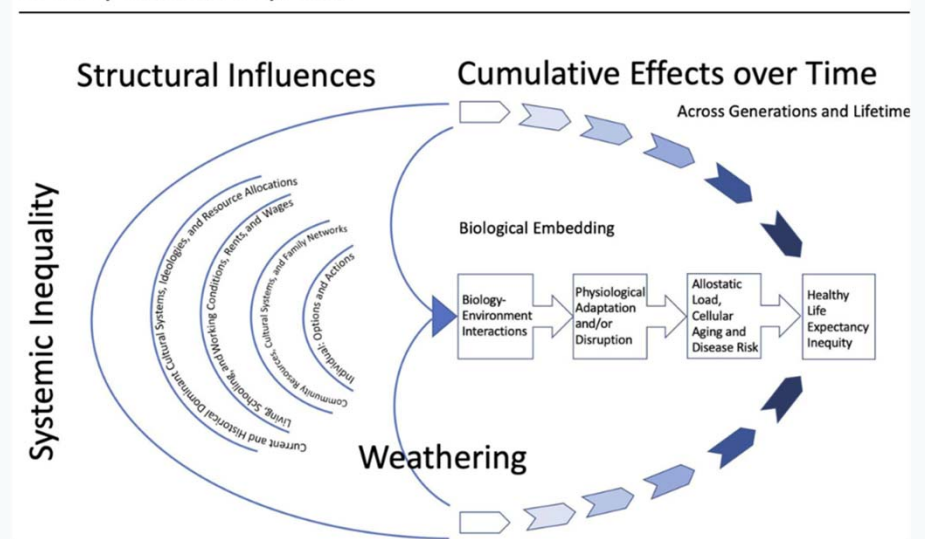 Structural Influences
Cumulative Effects over Time
Across Generations and Lifetime
Systemic Inequality
Current and Historical Dominant Cultural Systems, Ideologies, and Resource Allocations
Living, Schooling, and Working Conditions, Rents, and Wages
Community Resources, Cultural Systems, and Family Networks
Individual: Options and Actions
Biological Embedding
Biology-
Environment
Interactions
Physiological
Adaptation
and/or
Disruption
Allostatic
Load,
Cellular
Aging and
Disease Risk
Healthy
Life
Expectancy
Inequity
Weathering